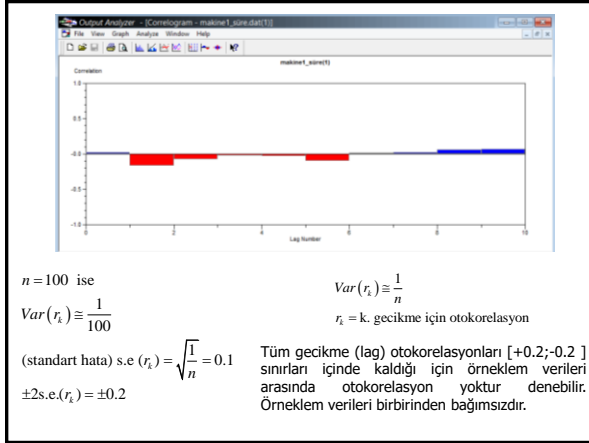 Output Analyzer - [Correlogram - makine1_süre.dat(1)]
File View Graph Analyze Window Help
makine1_süre(1)
Correlation
1.0
0.5
-0.0
-0.5
-1.0
0 2 4 6 8 10
Lag Number
n = 100 ise
Var(r_k) ≅ 1/100
(standart hata) s.e (r_k) = √(1/n) = 0.1
±2s.e.(r_k) = ±0.2
Var(r_k) ≅ 1/n
r_k = k. gecikme için otokorelasyon
Tüm gecikme (lag) otokorelasyonları [+0.2;-0.2 ]
sınırları içinde kaldığı için örneklem verileri
arasında otokorelasyon yoktur denebilir.
Örneklem verileri birbirinden bağımsızdır.